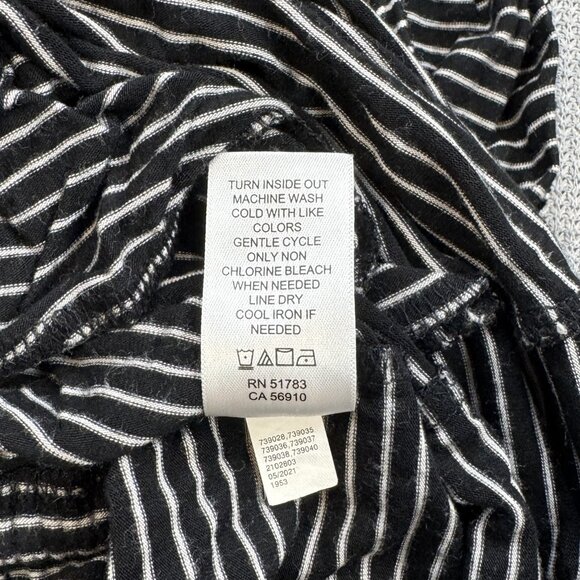 TURN INSIDE OUT
MACHINE WASH
COLD WITH LIKE
COLORS
GENTLE CYCLE
ONLY NON
CHLORINE BLEACH
WHEN NEEDED
LINE DRY
COOL IRON IF
NEEDED
RN 51783
CA 56910
739028,739035
739036,739037
739038,739040
2102803
05/2021
1953